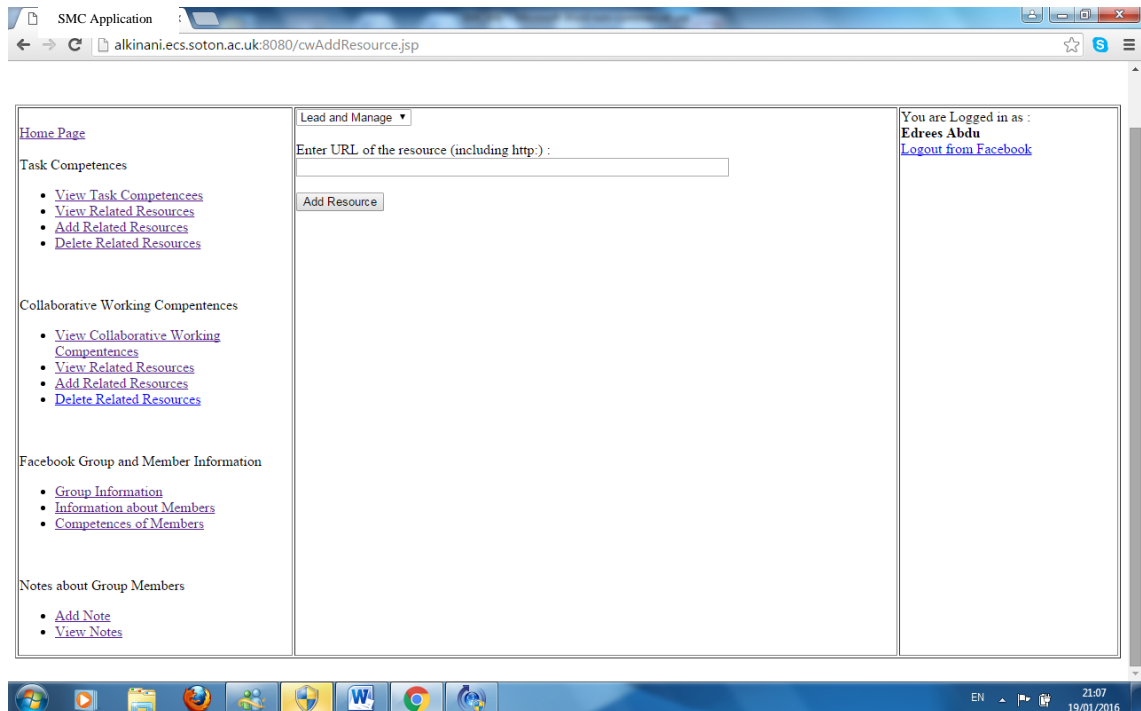 SMC Application
alkinani.ecs.soton.ac.uk:8080/cwAddResource.jsp
Home Page
Task Competences
View Task Competencees
View Related Resources
Add Related Resources
Delete Related Resources
Collaborative Working Compentences
View Collaborative Working
Compentences
View Related Resources
Add Related Resources
Delete Related Resources
Facebook Group and Member Information
Group Information
Information about Members
Competences of Members
Notes about Group Members
Add Note
View Notes
Lead and Manage
Enter URL of the resource (including http:) :
Add Resource
You are Logged in as :
Edrees Abdu
Logout from Facebook
EN
21:07
19/01/2016